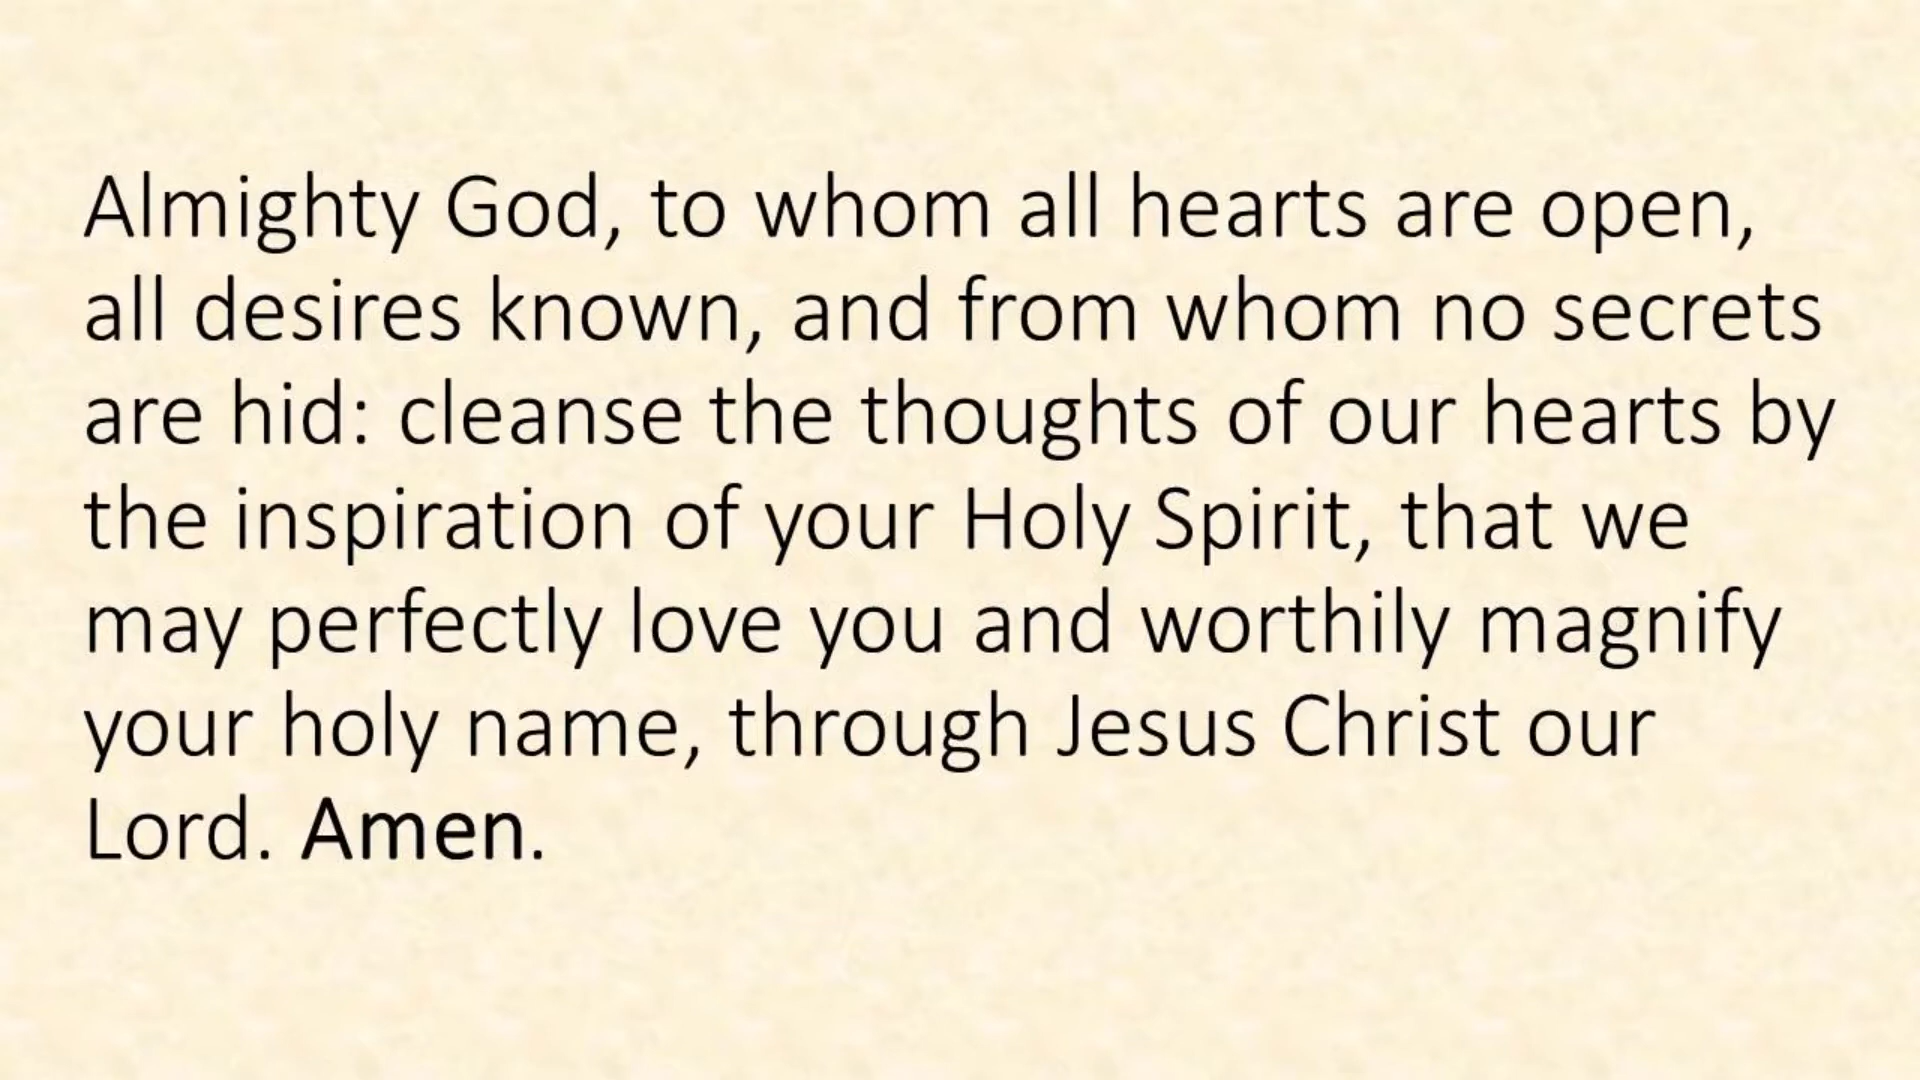 Almighty God, to whom all hearts are open,
all desires known, and from whom no secrets
are hid: cleanse the thoughts of our hearts by
the inspiration of your Holy Spirit, that we
may perfectly love you and worthily magnify
your holy name, through Jesus Christ our
Lord. Amen.